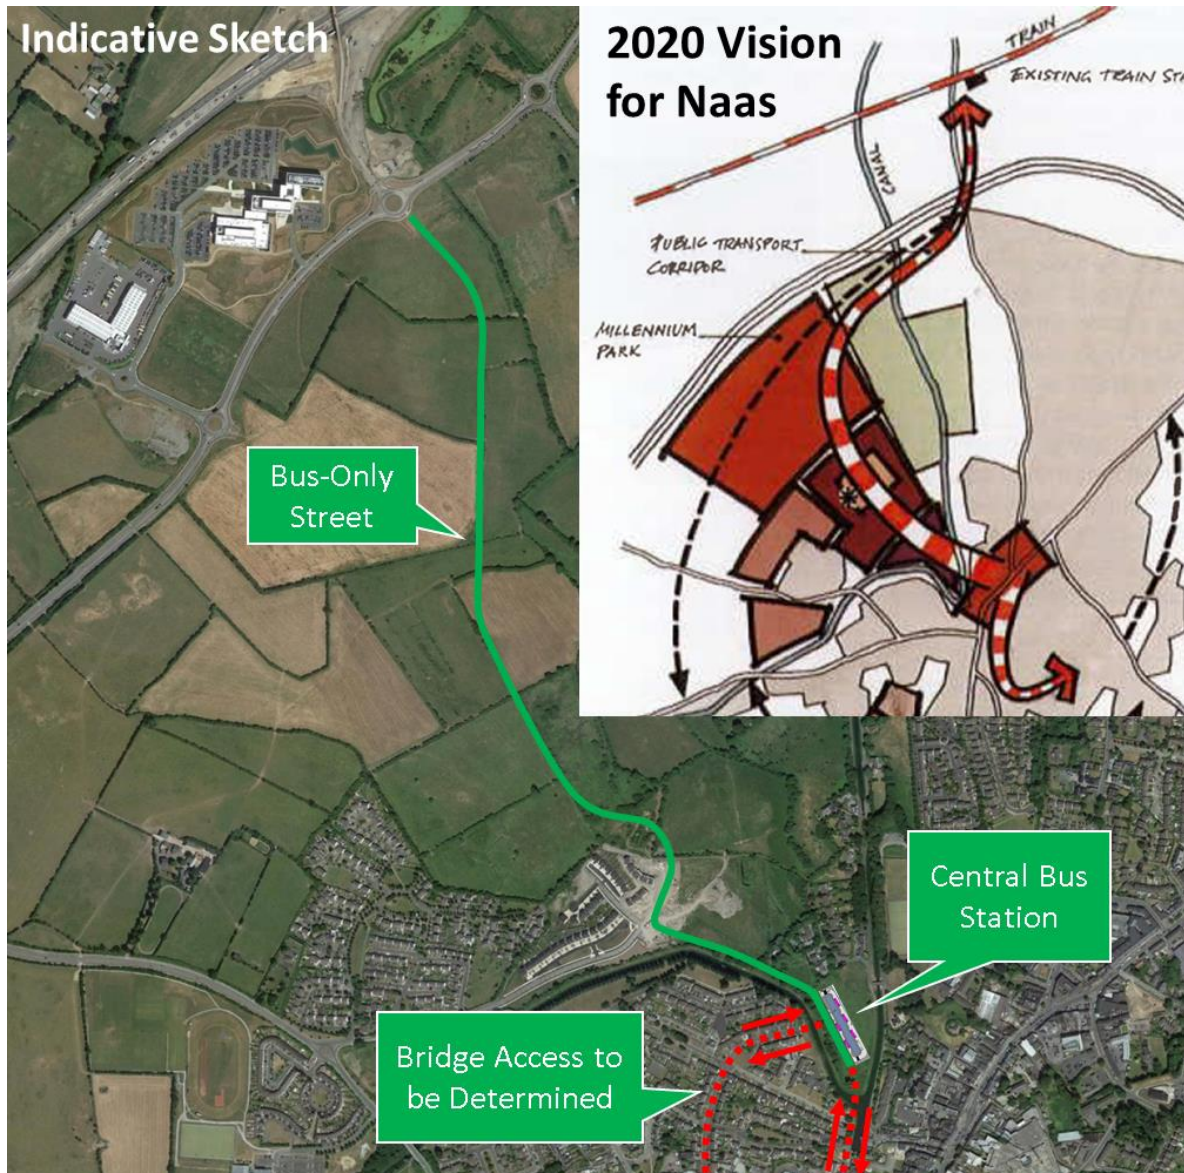 Indicative Sketch
2020 Vision
for Naas
TRAIN
EXISTING TRAIN STA
CANAL
PUBLIC TRANSPORT
CORRIDOR
MILLENNIUM
PARK
Bus-Only
Street
Central Bus
Station
Bridge Access to
be Determined